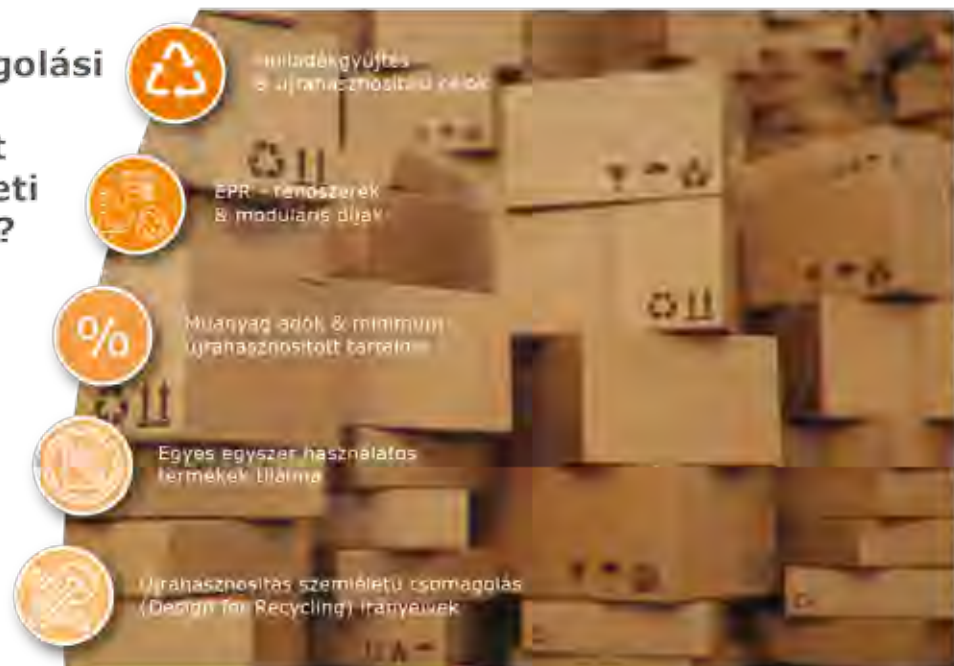 golási
t
eti
?
Hulladékgyűjtés
& újrahasznosítási célok
EPR - rendszerek
& moduláris díjak
%
Műanyag adók & minimum
újrahasznosított tartalom
Egyes egyszer használatos
termékek tilalma
Újrahasznosítás szemléletű csomagolás
(Design for Recycling) irányelvek